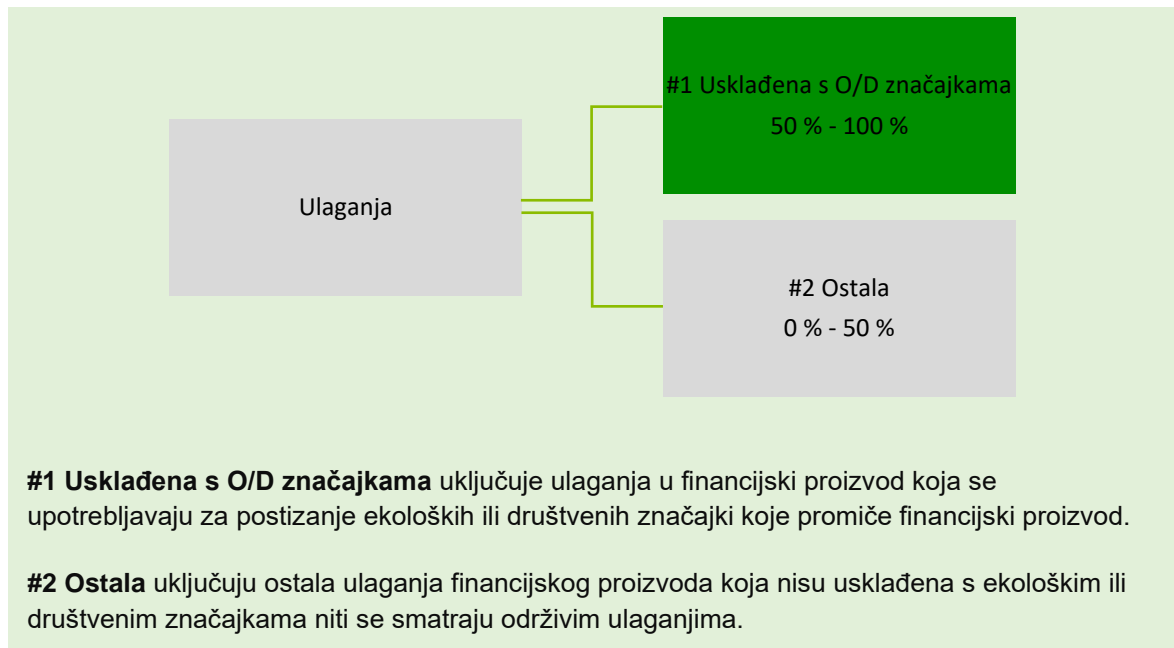 #1 Usklađena s O/D značajkama
50 % - 100 %
Ulaganja
#2 Ostala
0 % - 50 %
#1 Usklađena s O/D značajkama uključuje ulaganja u financijski proizvod koja se
upotrebljavaju za postizanje ekoloških ili društvenih značajki koje promiče financijski proizvod.
#2 Ostala uključuju ostala ulaganja financijskog proizvoda koja nisu usklađena s ekološkim ili
društvenim značajkama niti se smatraju održivim ulaganjima.